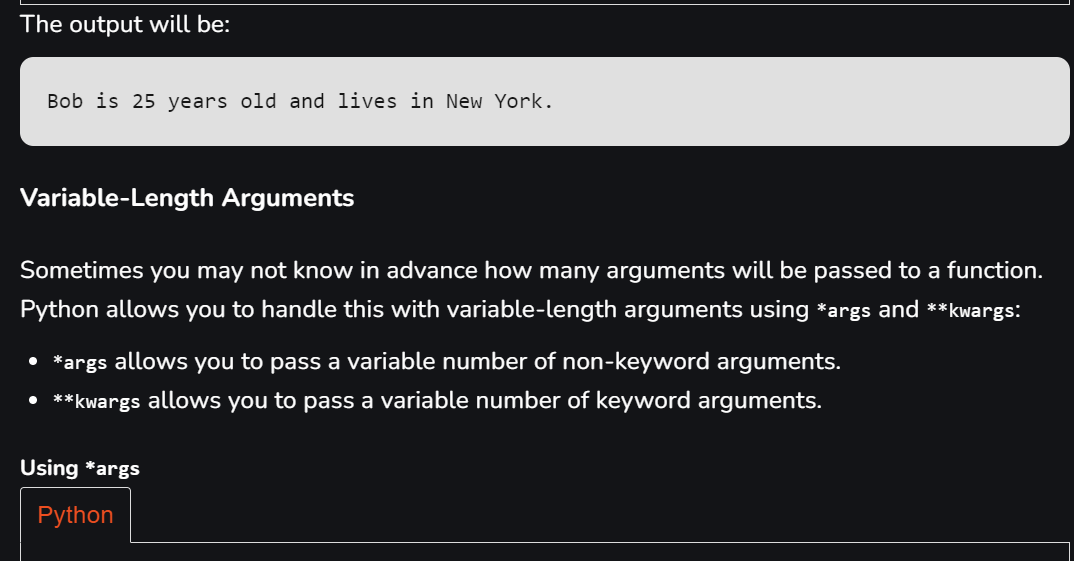 The output will be:
Bob is 25 years old and lives in New York.
Variable-Length Arguments
Sometimes you may not know in advance how many arguments will be passed to a function.
Python allows you to handle this with variable-length arguments using *args and **kwargs:
• *args allows you to pass a variable number of non-keyword arguments.
• **kwargs allows you to pass a variable number of keyword arguments.
Using *args
Python